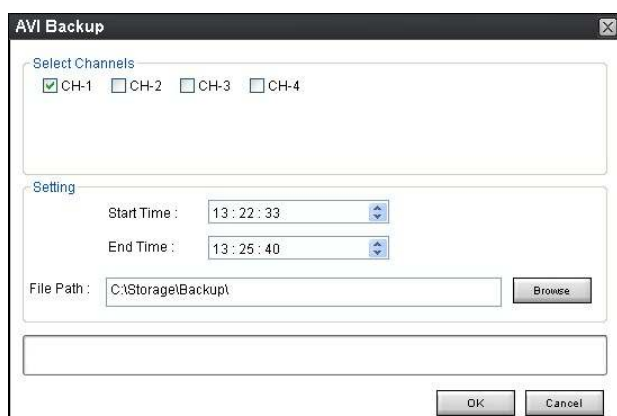 AVI Backup
Select Channels
CH-1 CH-2 CH-3 CH-4
Setting
Start Time : 13 : 22 : 33
End Time : 13 : 25 : 40
File Path : C:\Storage\Backup\ Browse
OK Cancel